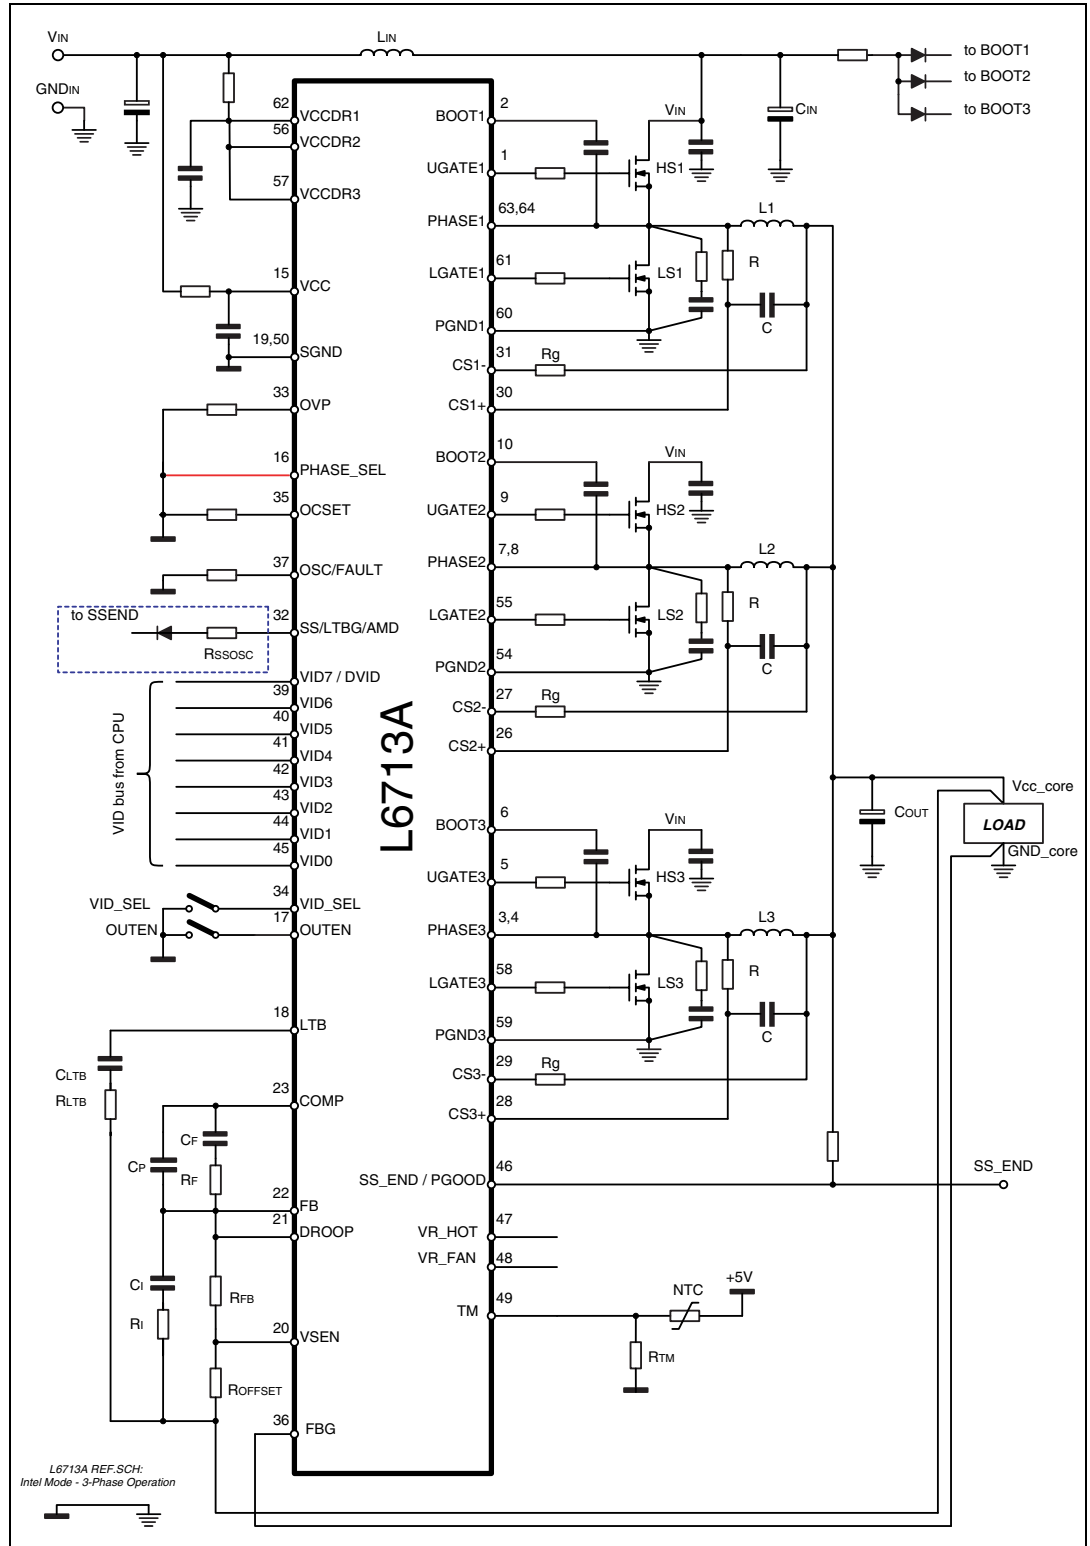 VIN
LIN
to BOOT1
to BOOT2
to BOOT3
GNDIN
CIN
62
VCCDR1
56
VCCDR2
57
VCCDR3
15
VCC
19,50
SGND
33
OVP
16
PHASE_SEL
35
OCSET
37
OSC/FAULT
to SSEND
32
SS/LTBG/AMD
RSSOSC
VID7 / DVID
39
VID6
40
VID5
41
VID4
42
VID3
43
VID2
44
VID1
45
VID0
VID bus from CPU
34
VID_SEL
VID_SEL
17
OUTEN
OUTEN
18
LTB
CLTB
RLTB
23
COMP
CF
CP
RF
22
FB
21
DROOP
CI
RFB
RI
20
VSEN
ROFFSET
36
FBG
L6713A
2
BOOT1
VIN
1
UGATE1
HS1
63,64
PHASE1
L1
61
LGATE1
LS1
R
C
60
PGND1
31
CS1-
Rg
30
CS1+
10
BOOT2
VIN
9
UGATE2
HS2
7,8
PHASE2
L2
55
LGATE2
LS2
R
C
54
PGND2
27
CS2-
Rg
26
CS2+
6
BOOT3
VIN
5
UGATE3
HS3
3,4
PHASE3
L3
58
LGATE3
LS3
R
C
59
PGND3
29
CS3-
Rg
28
CS3+
COUT
Vcc_core
LOAD
GND_core
46
SS_END / PGOOD
SS_END
47
VR_HOT
48
VR_FAN
49
TM
NTC
+5V
RTM
L6713A REF.SCH:
Intel Mode - 3-Phase Operation